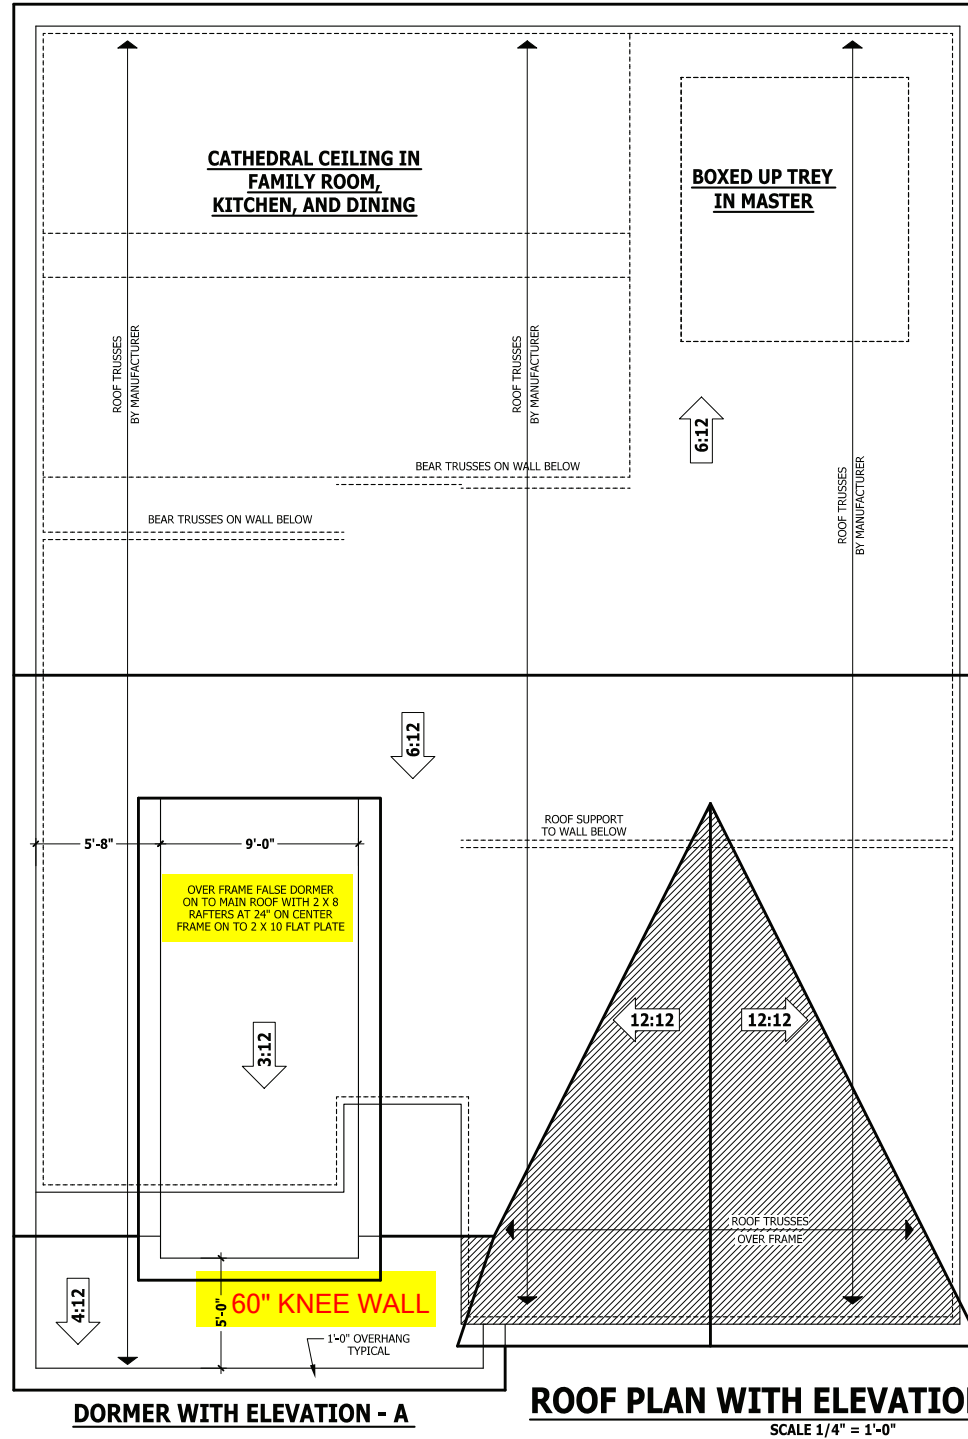 CATHEDRAL CEILING IN
FAMILY ROOM,
KITCHEN, AND DINING
BOXED UP TREY
IN MASTER
ROOF TRUSSES
BY MANUFACTURER
ROOF TRUSSES
BY MANUFACTURER
6:12
BEAR TRUSSES ON WALL BELOW
ROOF TRUSSES
BY MANUFACTURER
BEAR TRUSSES ON WALL BELOW
6:12
ROOF SUPPORT
TO WALL BELOW
5'-8"
9'-0"
OVER FRAME FALSE DORMER
ON TO MAIN ROOF WITH 2 X 8
RAFTERS AT 24" ON CENTER
FRAME ON TO 2 X 10 FLAT PLATE
3:12
12:12
12:12
ROOF TRUSSES
OVER FRAME
4:12
5'-0"
60" KNEE WALL
1'-0" OVERHANG
TYPICAL
DORMER WITH ELEVATION - A
ROOF PLAN WITH ELEVATION
SCALE 1/4" = 1'-0"